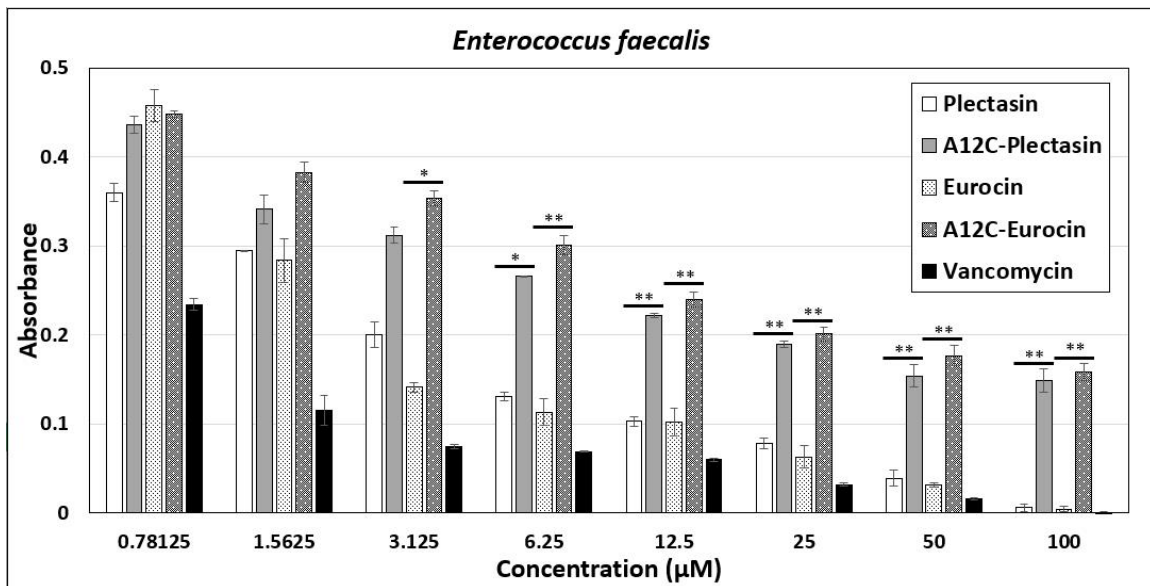 Enterococcus faecalis
0.5
0.4
0.3
0.2
0.1
0
Absorbance
Plectasin
A12C-Plectasin
Eurocin
A12C-Eurocin
Vancomycin
*
*
**
**
**
**
**
**
**
**
**
0.78125 1.5625 3.125 6.25 12.5 25 50 100
Concentration (µM)